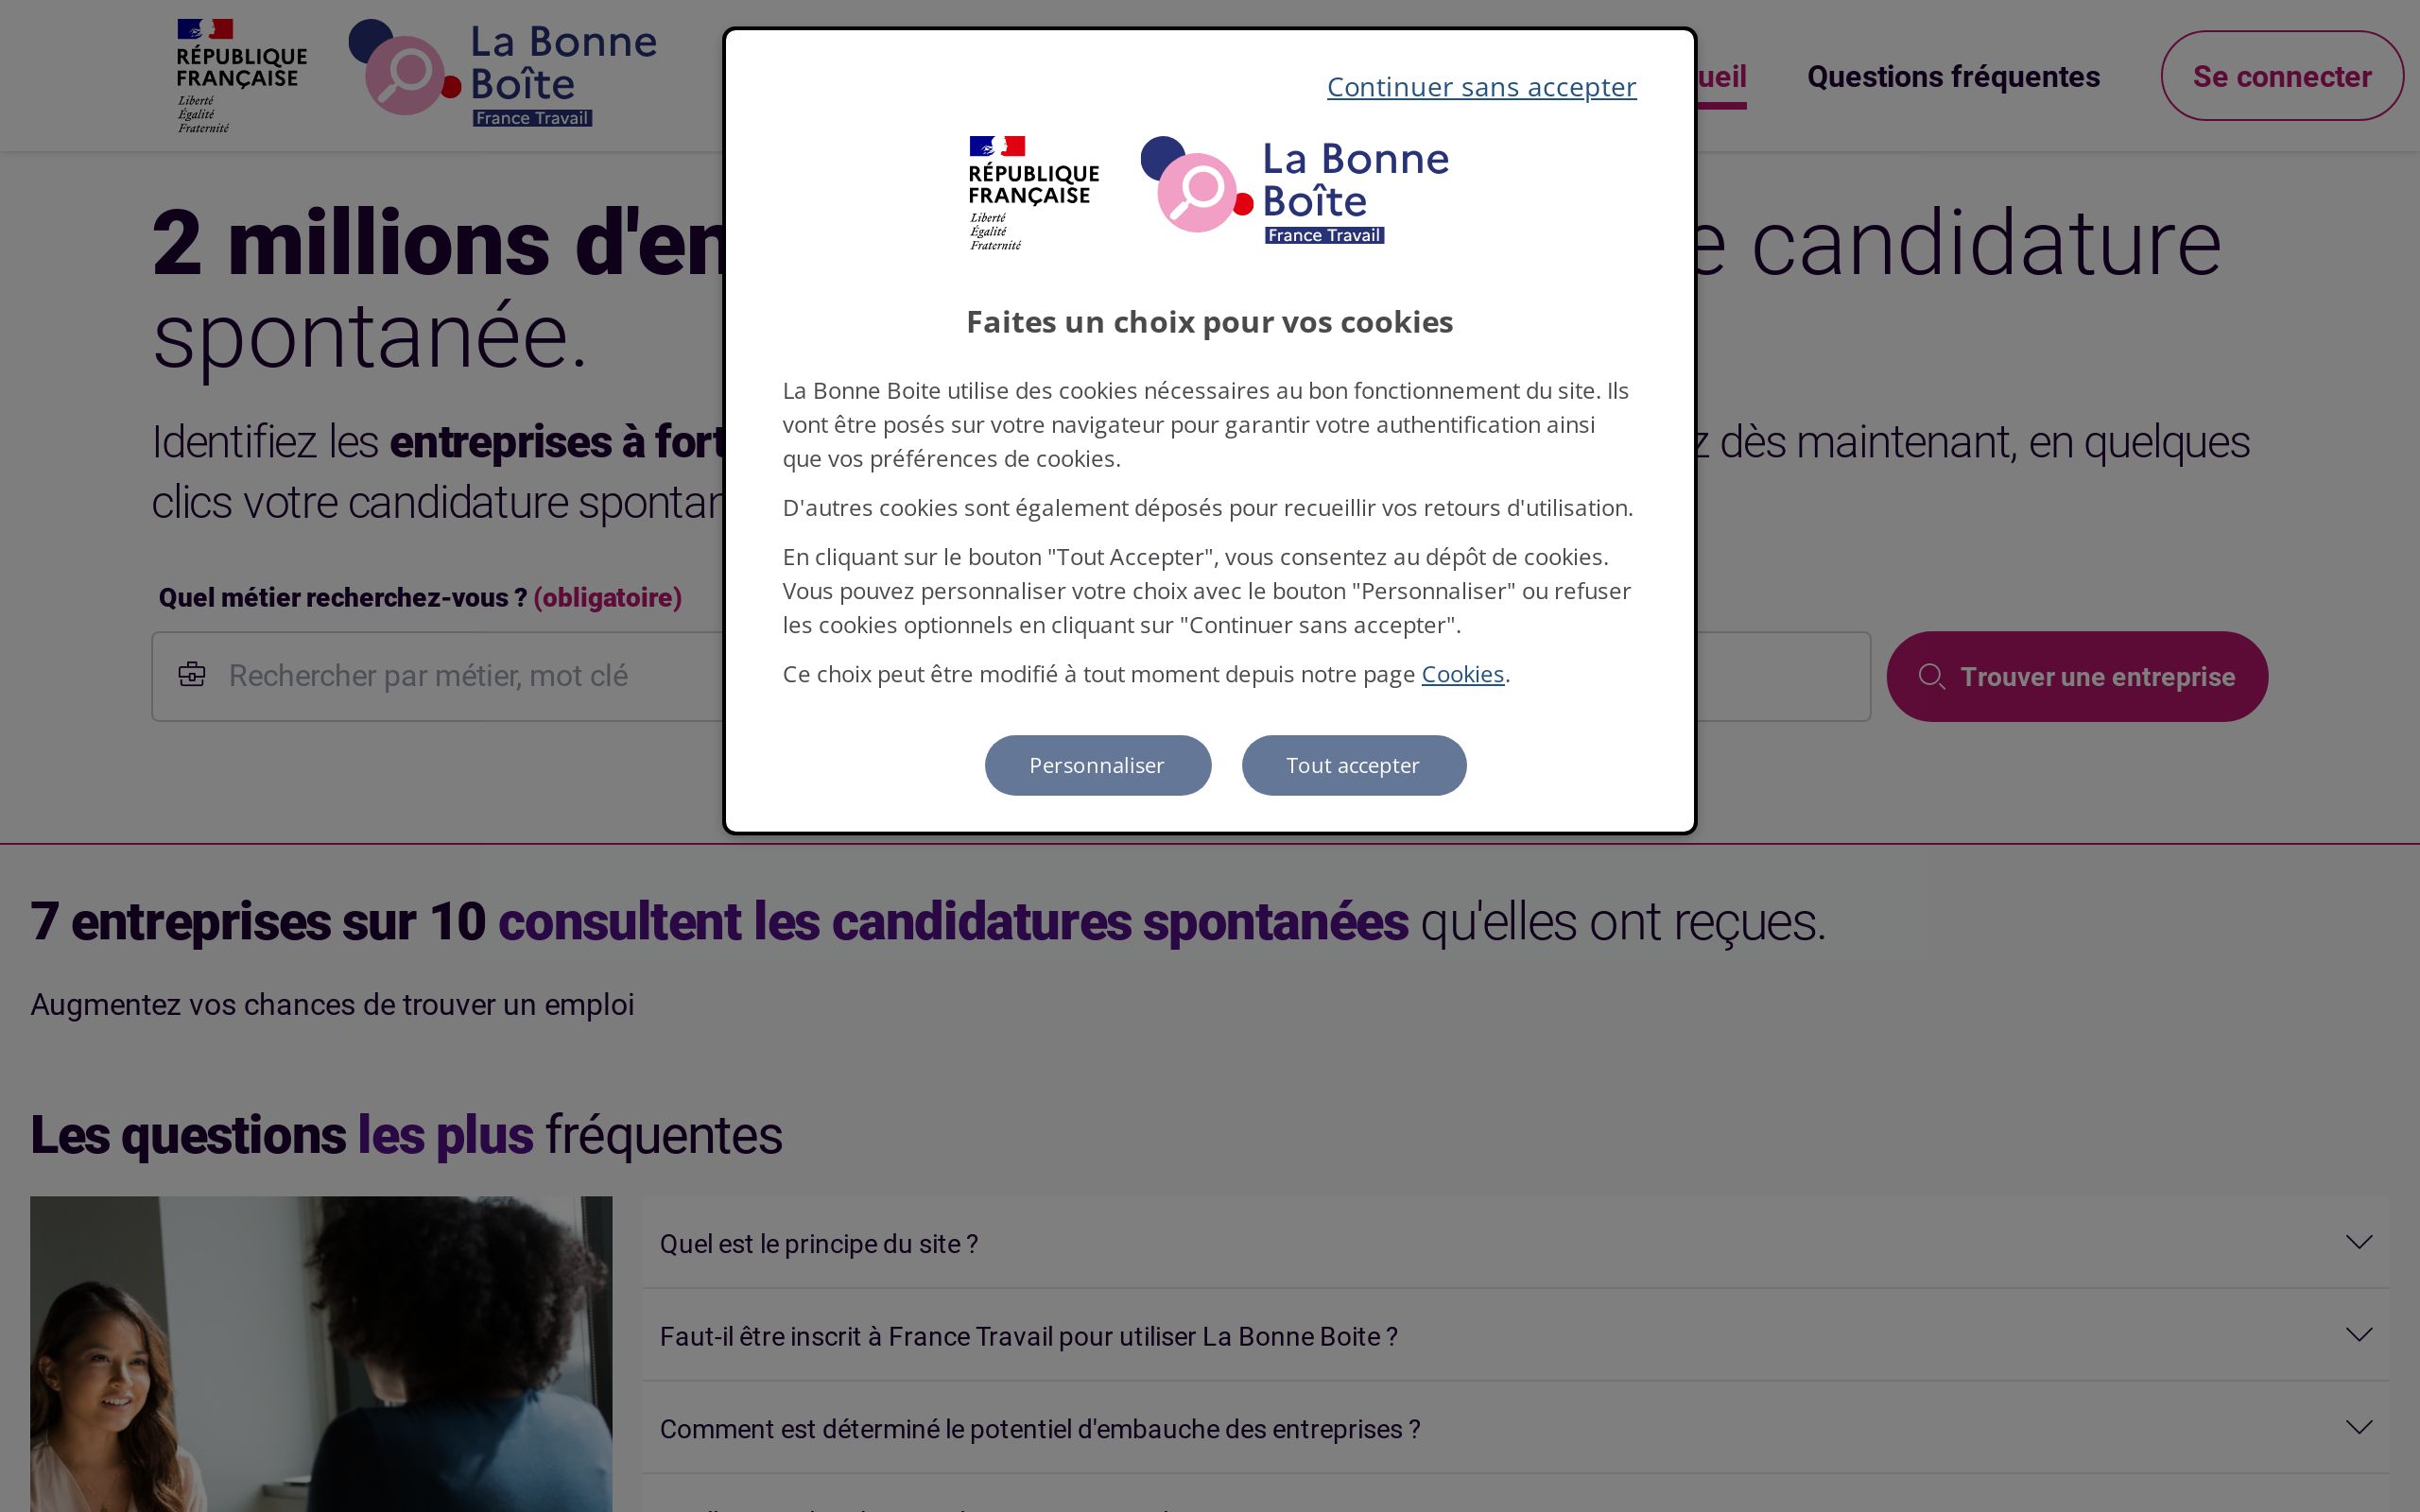 RÉPUBLIQUE
FRANÇAISE
Liberté
Égalité
Fraternité
La Bonne
Boîte
France Travail
ueil
Questions fréquentes
Se connecter
Continuer sans accepter
RÉPUBLIQUE
FRANÇAISE
Liberté
Égalité
Fraternité
La Bonne
Boîte
France Travail
Faites un choix pour vos cookies
La Bonne Boite utilise des cookies nécessaires au bon fonctionnement du site. Ils
vont être posés sur votre navigateur pour garantir votre authentification ainsi
que vos préférences de cookies.
D'autres cookies sont également déposés pour recueillir vos retours d'utilisation.
En cliquant sur le bouton "Tout Accepter", vous consentez au dépôt de cookies.
Vous pouvez personnaliser votre choix avec le bouton "Personnaliser" ou refuser
les cookies optionnels en cliquant sur "Continuer sans accepter".
Ce choix peut être modifié à tout moment depuis notre page Cookies.
Personnaliser
Tout accepter
2 millions d'en
e candidature
spontanée.
Identifiez les entreprises à fort
z dès maintenant, en quelques
clics votre candidature spontan
Quel métier recherchez-vous ? (obligatoire)
Rechercher par métier, mot clé
Trouver une entreprise
7 entreprises sur 10 consultent les candidatures spontanées qu'elles ont reçues.
Augmentez vos chances de trouver un emploi
Les questions les plus fréquentes
Quel est le principe du site ?
Faut-il être inscrit à France Travail pour utiliser La Bonne Boite ?
Comment est déterminé le potentiel d'embauche des entreprises ?